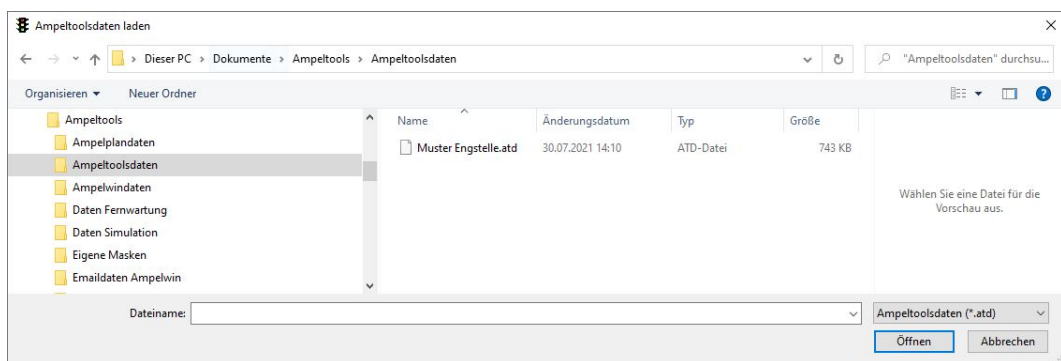 Ampeltoolsdaten laden
Dieser PC > Dokumente > Ampeltools > Ampeltoolsdaten
"Ampeltoolsdaten" durchsu...
Organisieren Neuer Ordner
Ampeltools
Ampelplandaten
Ampeltoolsdaten
Ampelwindaten
Daten Fernwartung
Daten Simulation
Eigene Masken
Emaildaten Ampelwin
Name Änderungsdatum Typ Größe
Muster Engstelle.atd 30.07.2021 14:10 ATD-Datei 743 KB
Wählen Sie eine Datei für die
Vorschau aus.
Dateiname:
Ampeltoolsdaten (*.atd)
Öffnen Abbrechen